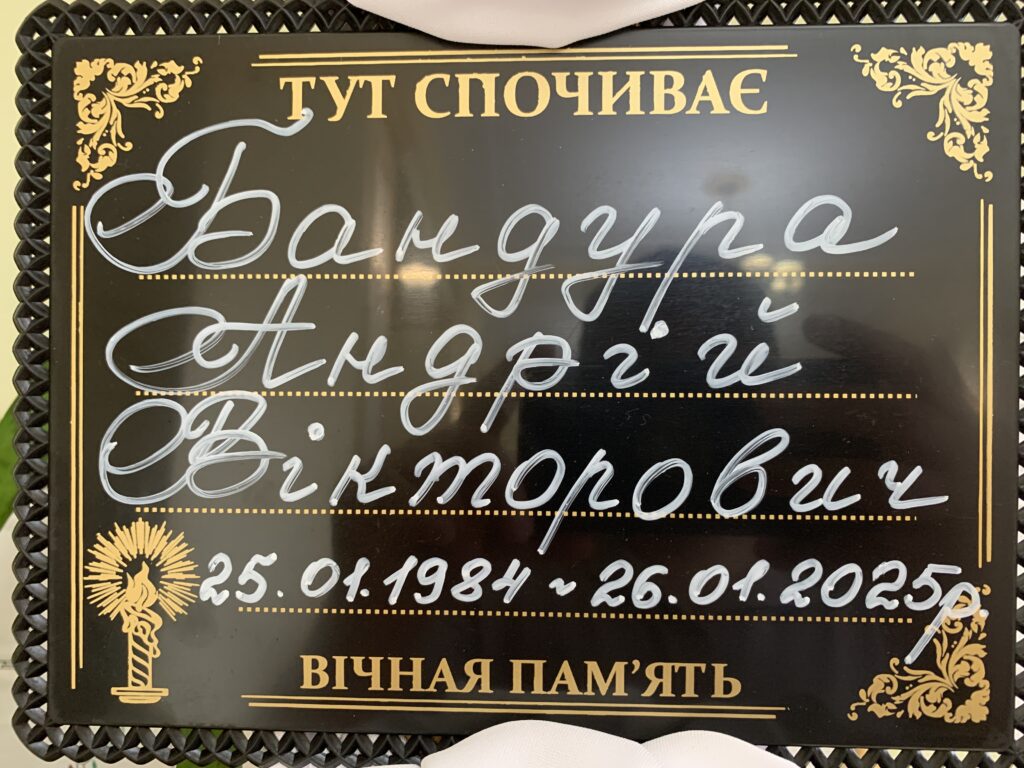 ТУТ СПОЧИВАЄ
Бандура
Андрій
Вікторович
25.01.1984 ~ 26.01.2025р.
ВІЧНАЯ ПАМ’ЯТЬ